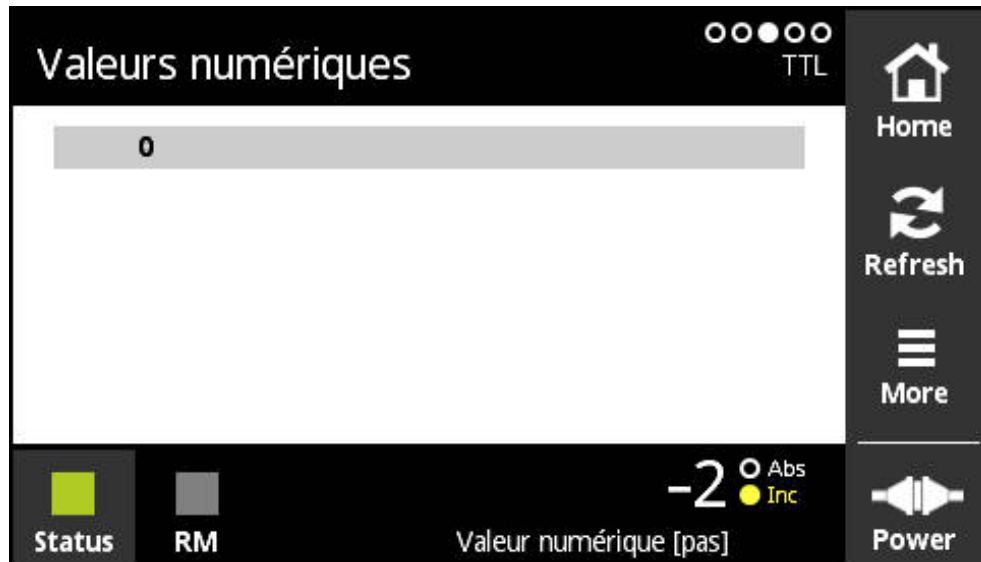 Valeurs numériques
TTL
Home
0
Refresh
More
-2
Abs
Inc
Status
RM
Valeur numérique [pas]
Power